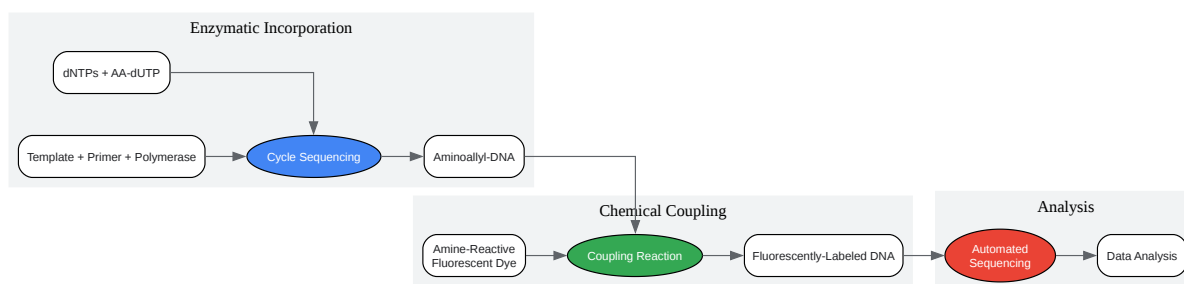 Enzymatic Incorporation
dNTPs + AA-dUTP
Template + Primer + Polymerase
Cycle Sequencing
Aminoallyl-DNA
Chemical Coupling
Amine-Reactive
Fluorescent Dye
Coupling Reaction
Fluorescently-Labeled DNA
Analysis
Automated
Sequencing
Data Analysis